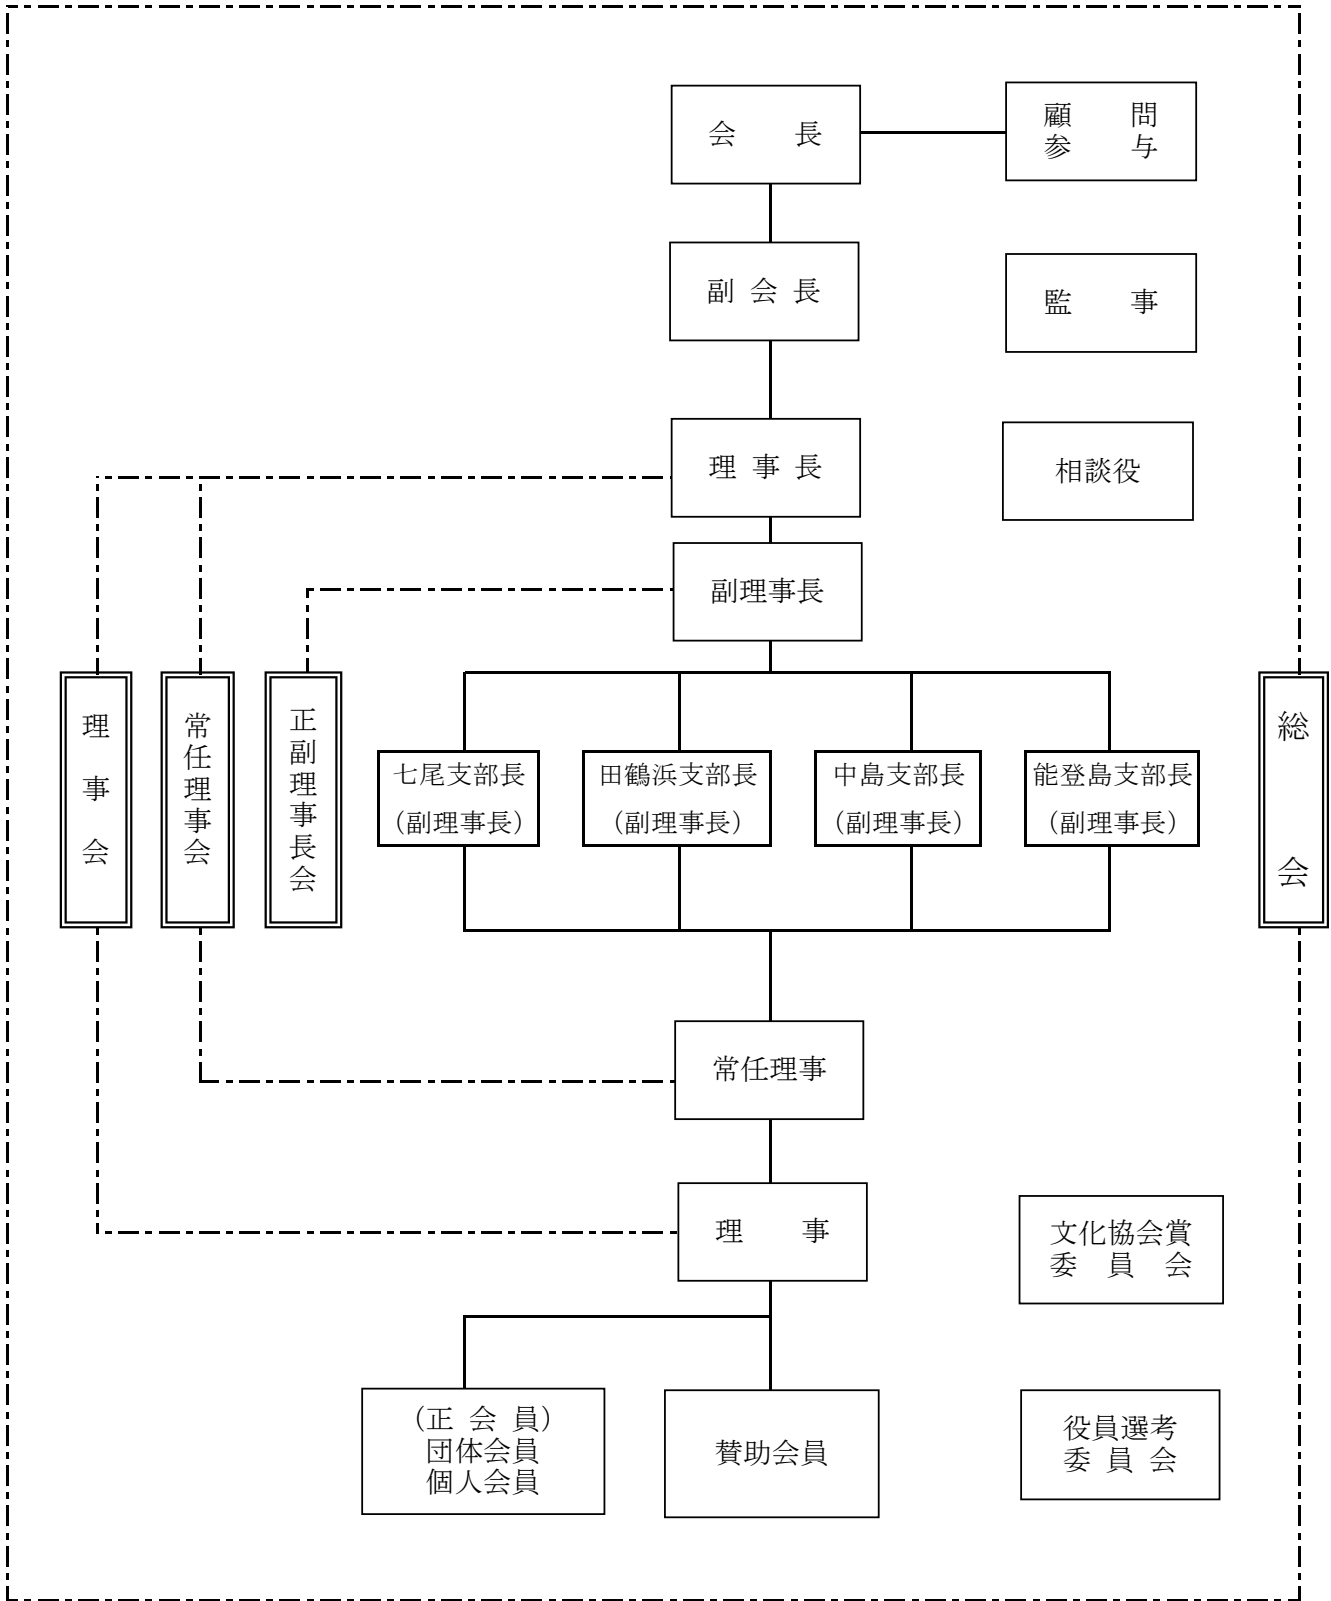 会　　長
顧　　問
参　　与
副 会 長
監　　事
理 事 長
相談役
副理事長
理事会
常任理事会
正副理事長会
総会
七尾支部長
（副理事長）
田鶴浜支部長
（副理事長）
中島支部長
（副理事長）
能登島支部長
（副理事長）
常任理事
理　　事
文化協会賞
委　員　会
（正 会 員）
団体会員
個人会員
賛助会員
役員選考
委 員 会